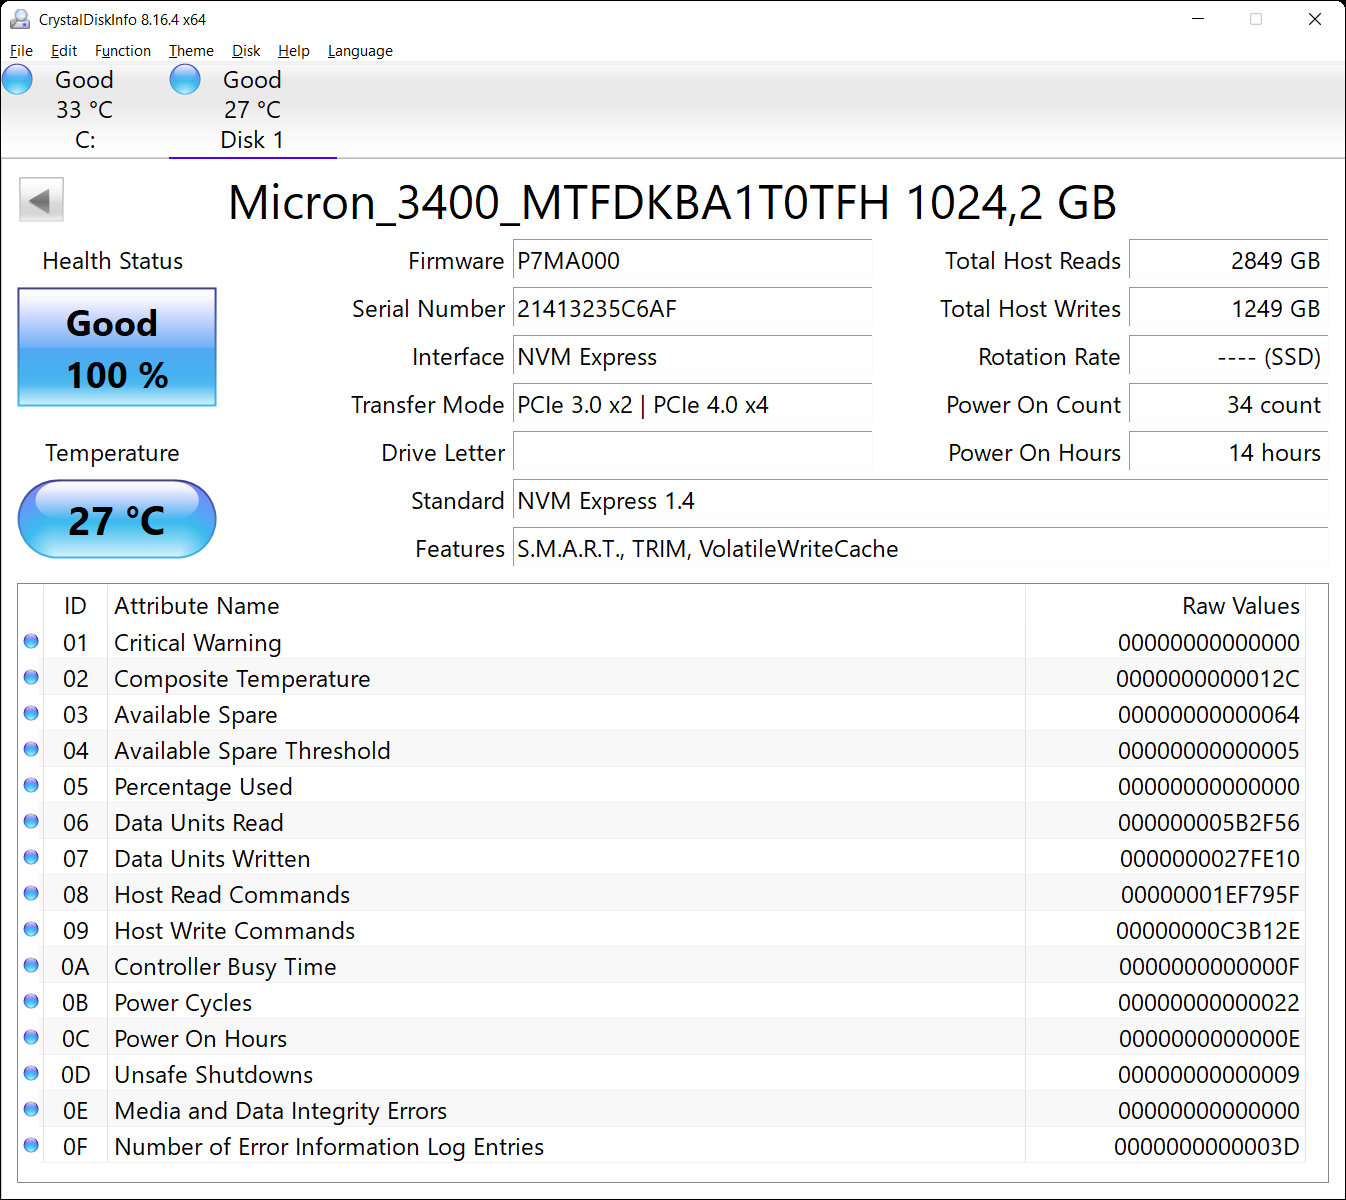 CrystalDiskInfo 8.16.4 x64
File Edit Function Theme Disk Help Language
Good Good
33 °C 27 °C
C: Disk 1
Micron_3400_MTFDKBA1T0TFH 1024,2 GB
Health Status
Good
100 %
Temperature
27 °C
Firmware P7MA000 Total Host Reads 2849 GB
Serial Number 21413235C6AF Total Host Writes 1249 GB
Interface NVM Express Rotation Rate ---- (SSD)
Transfer Mode PCIe 3.0 x2 | PCIe 4.0 x4 Power On Count 34 count
Drive Letter Power On Hours 14 hours
Standard NVM Express 1.4
Features S.M.A.R.T., TRIM, VolatileWriteCache
ID Attribute Name Raw Values
01 Critical Warning 00000000000000
02 Composite Temperature 0000000000012C
03 Available Spare 00000000000064
04 Available Spare Threshold 00000000000005
05 Percentage Used 00000000000000
06 Data Units Read 000000005B2F56
07 Data Units Written 0000000027FE10
08 Host Read Commands 00000001EF795F
09 Host Write Commands 00000000C3B12E
0A Controller Busy Time 0000000000000F
0B Power Cycles 00000000000022
0C Power On Hours 0000000000000E
0D Unsafe Shutdowns 00000000000009
0E Media and Data Integrity Errors 00000000000000
0F Number of Error Information Log Entries 0000000000003D